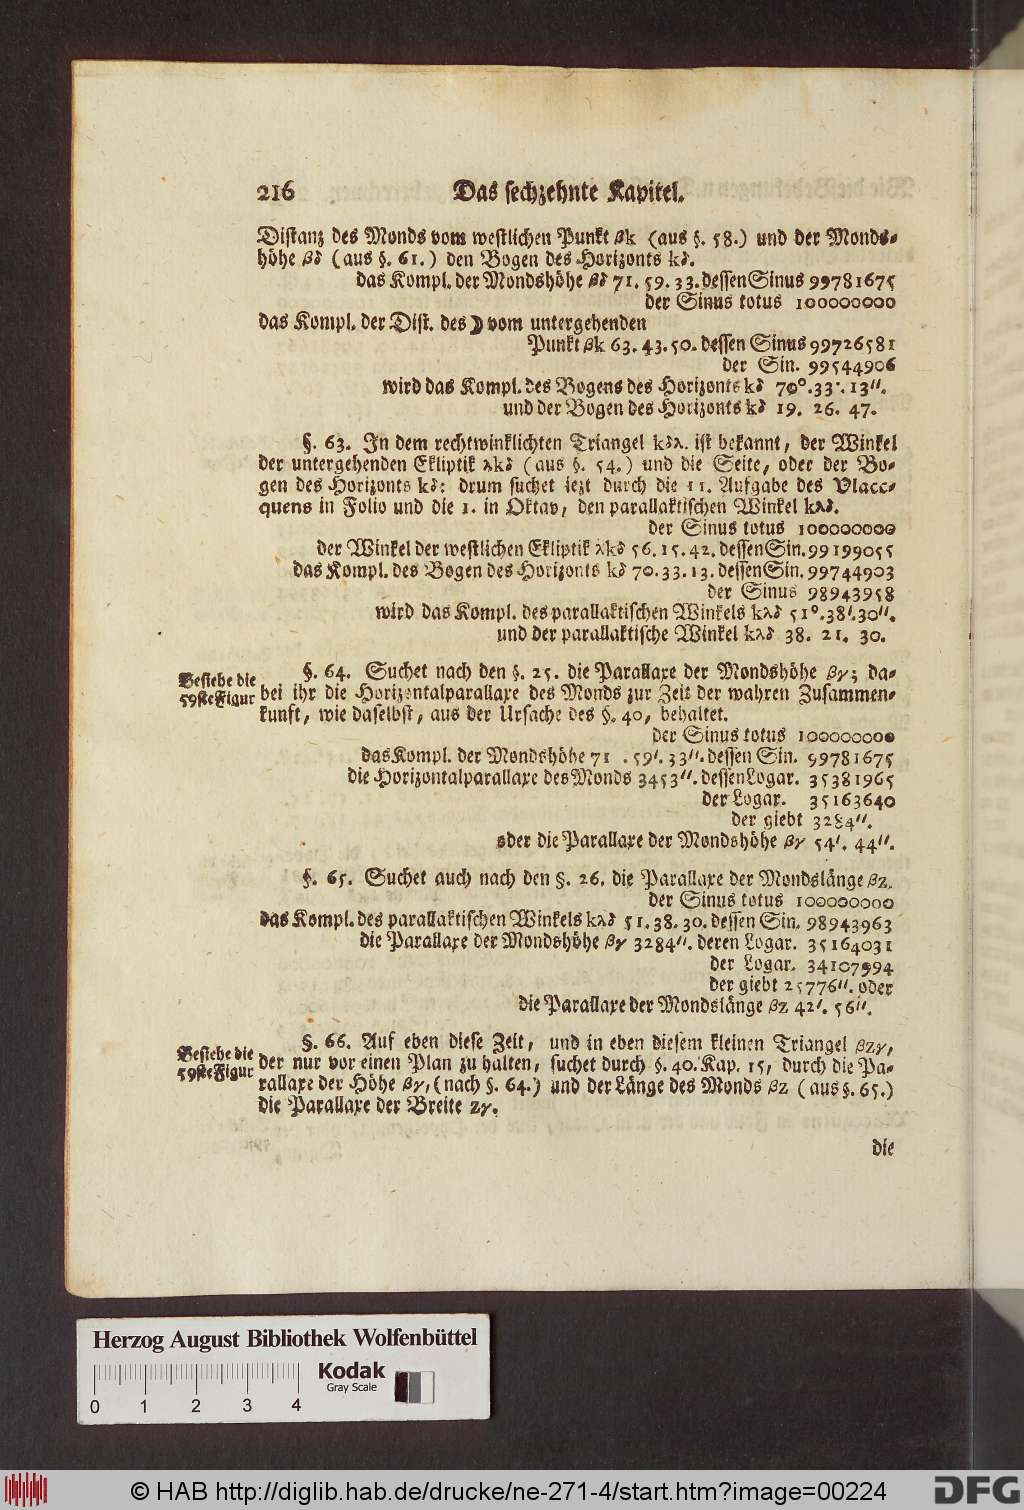 216 Das sechzehnte Kapitel.
Distanz des Monds vom westlichen Punkt βk (aus §. 58.) und der Monds-
höhe βδ (aus §. 61.) den Bogen des Horizonts kδ.
das Kompl. der Mondshöhe βδ 71. 59. 33. dessen Sinus 99781675
der Sinus totus 100000000
das Kompl. der Dist. des ☽ vom untergehenden
Punkt βk 63. 43. 50. dessen Sinus 99726581
der Sin. 99544906
wird das Kompl. des Bogens des Horizonts kδ 70°. 33'. 13''.
und der Bogen des Horizonts kδ 19. 26. 47.
§. 63. In dem rechtwinklichten Triangel kδλ. ist bekannt, der Winkel
der untergehenden Ekliptik λkδ (aus §. 54.) und die Seite, oder der Bo-
gen des Horizonts kδ: drum suchet jezt durch die 11. Aufgabe des Vlacc-
quens in Folio und die 1. in Oktav, den parallaktischen Winkel kλδ.
der Sinus totus 100000000
der Winkel der westlichen Ekliptik λkδ 56. 15. 42. dessen Sin. 99199055
das Kompl. des Bogen des Horizonts kδ 70. 33. 13. dessen Sin. 99744903
der Sinus 98943958
wird das Kompl. des parallaktischen Winkels kλδ 51°. 38'. 30''.
und der parallaktische Winkel kλδ 38. 21. 30.
Besiehe die
59ste Figur
§. 64. Suchet nach den §. 25. die Parallaxe der Mondshöhe βγ; da-
bei ihr die Horizontalparallaxe des Monds zur Zeit der wahren Zusammen-
kunft, wie daselbst, aus der Ursache des §. 40, behaltet.
der Sinus totus 100000000
das Kompl. der Mondshöhe 71 . 59'. 33''. dessen Sin. 99781675
die Horizontalparallaxe des Monds 3453''. dessen Logar. 35381965
der Logar. 35163640
der giebt 3284''.
oder die Parallaxe der Mondshöhe βγ 54'. 44''.
§. 65. Suchet auch nach den §. 26. die Parallaxe der Mondslänge βz.
der Sinus totus 100000000
das Kompl. des parallaktischen Winkels kλδ 51. 38. 30. dessen Sin. 98943963
die Parallaxe der Mondshöhe βγ 3284''. deren Logar. 35164031
der Logar. 34107994
der giebt 25776''. oder
die Parallaxe der Mondslänge βz 42'. 56''.
Besiehe die
59ste Figur
§. 66. Auf eben diese Zeit, und in eben diesem kleinen Triangel βzγ,
der nur vor einen Plan zu halten, suchet durch §. 40. Kap. 15, durch die Pa-
rallaxe der Höhe βγ, (nach §. 64.) und der Länge des Monds βz (aus §. 65.)
die Parallaxe der Breite zγ.
die
Herzog August Bibliothek Wolfenbüttel
Kodak
Gray Scale
0 1 2 3 4
© HAB http://diglib.hab.de/drucke/ne-271-4/start.htm?image=00224
DFG